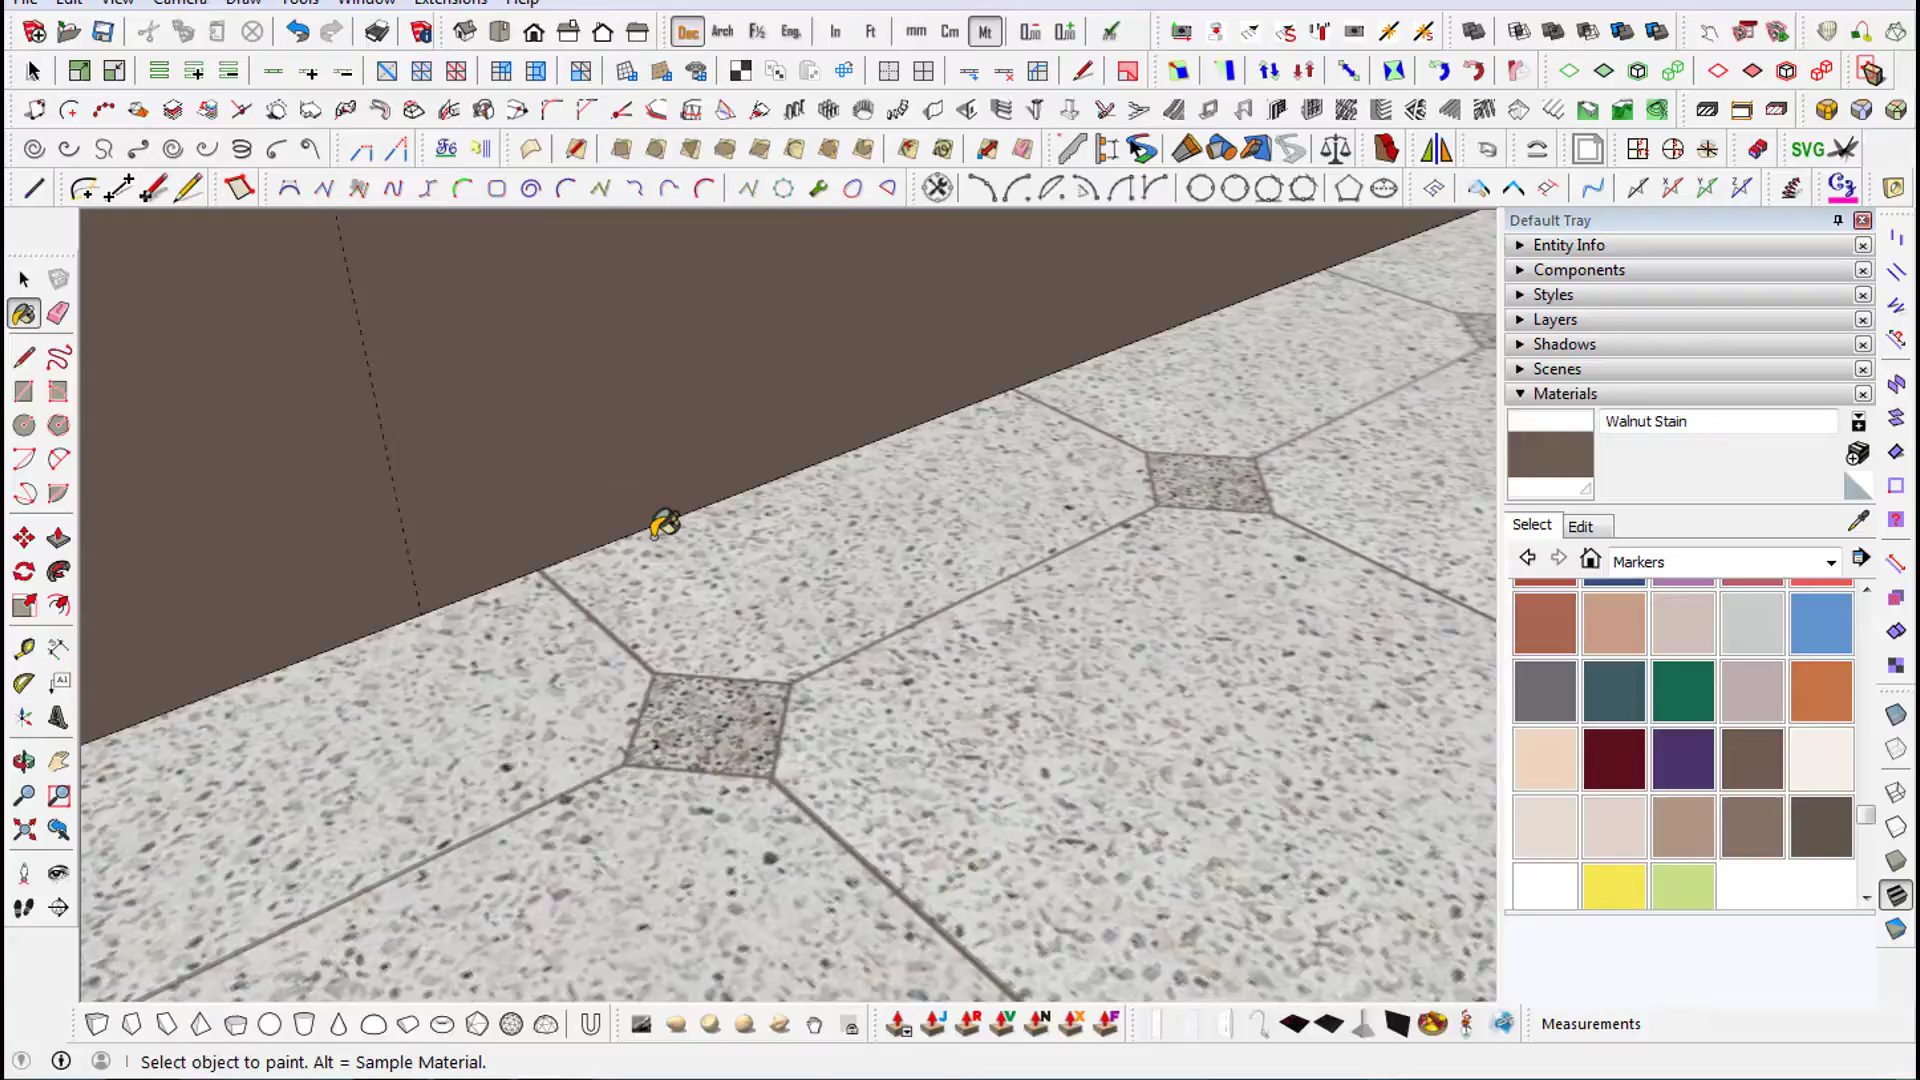 File Edit View Camera Draw Tools Window Extensions Help
Dec Arch F½ Eng. In Ft mm Cm Mt
F6
SVG
Default Tray
Entity Info
Components
Styles
Layers
Shadows
Scenes
Materials
Walnut Stain
Select Edit
Markers
J R V N X F
Measurements
Select object to paint. Alt = Sample Material.